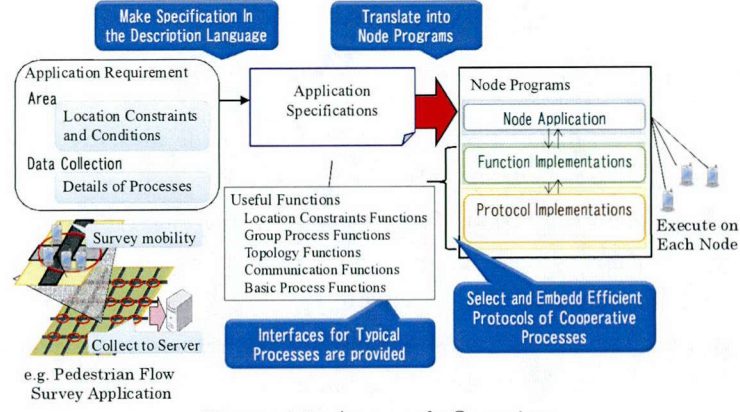 Make Specification In
the Description Language
Translate into
Node Programs
Application Requirement
Area
Location Constraints
and Conditions
Data Collection
Details of Processes
Application
Specifications
Node Programs
Node Application
Function Implementations
Protocol Implementations
Execute on
Each Node
Useful Functions
Location Constraints Functions
Group Process Functions
Topology Functions
Communication Functions
Basic Process Functions
Survey mobility
Collect to Server
Interfaces for Typical
Processes are provided
Select and Embedd Efficient
Protocols of Cooperative
Processes
e.g. Pedestrian Flow
Survey Application